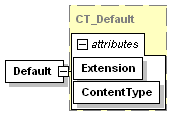 CT_Default
attributes
Default
Extension
ContentType